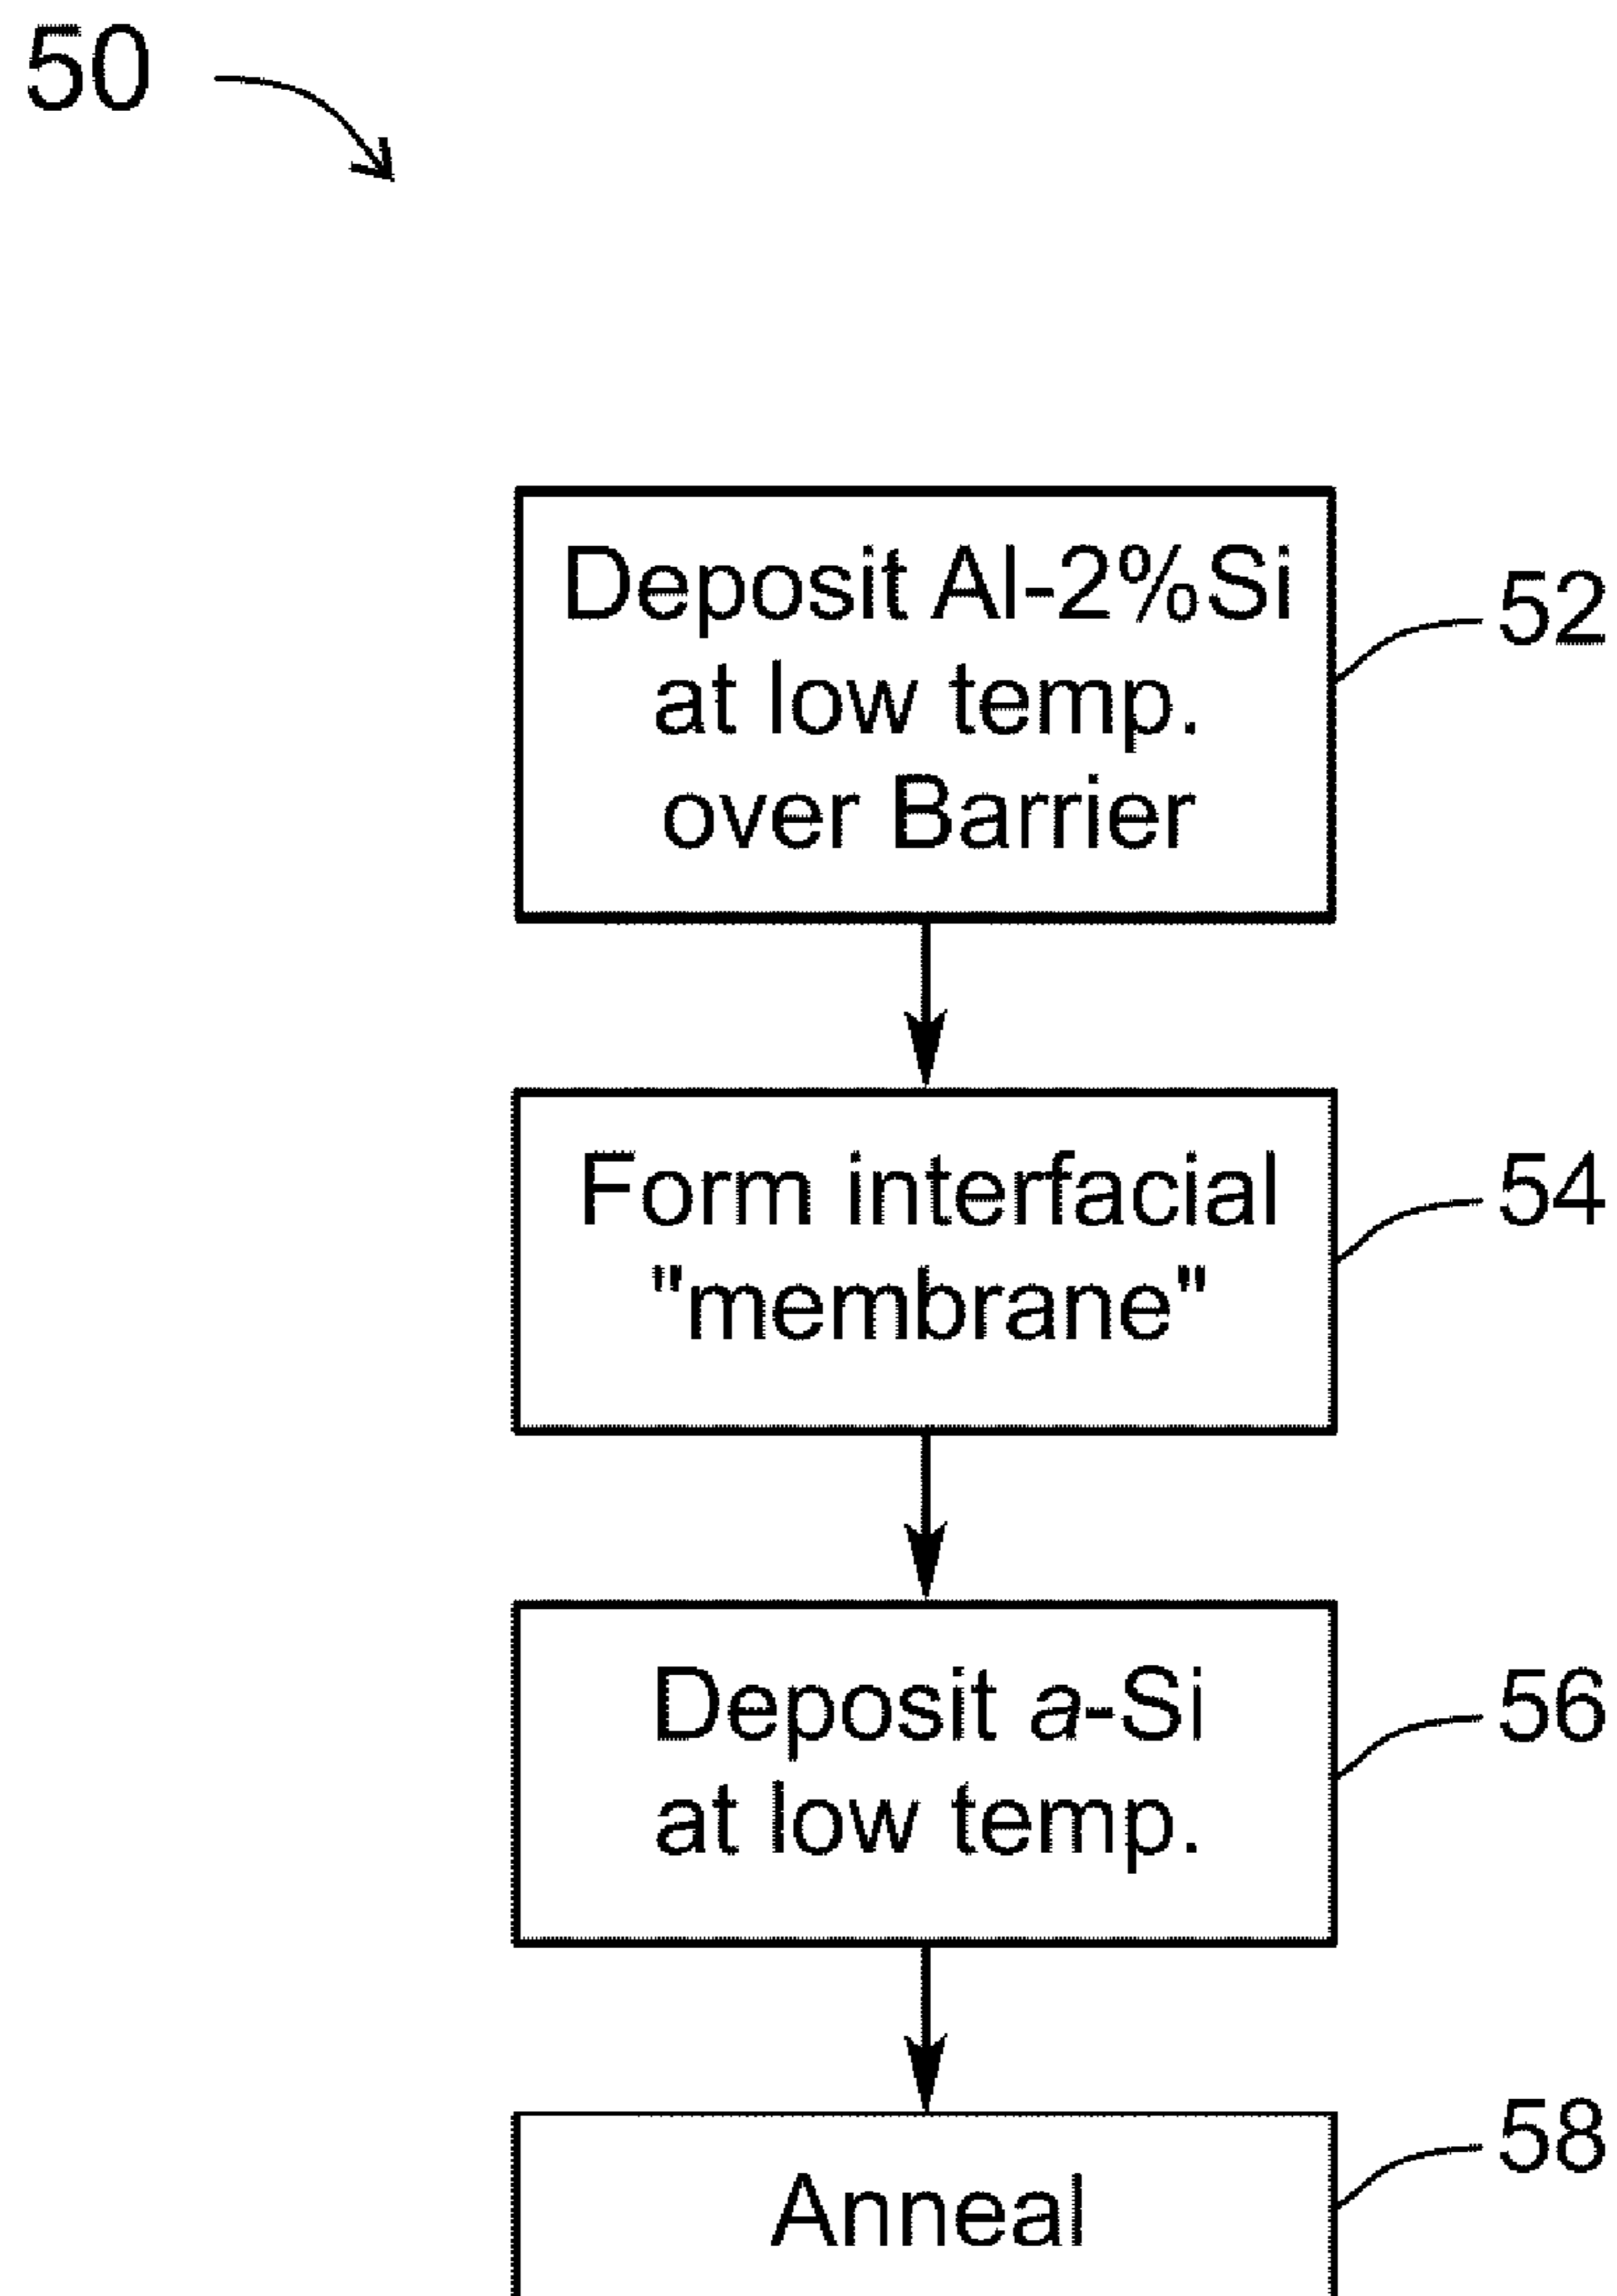 50
Deposit Al-2%Si
at low temp.
over Barrier
52
Form interfacial
"membrane"
54
Deposit a-Si
at low temp.
56
Anneal
58